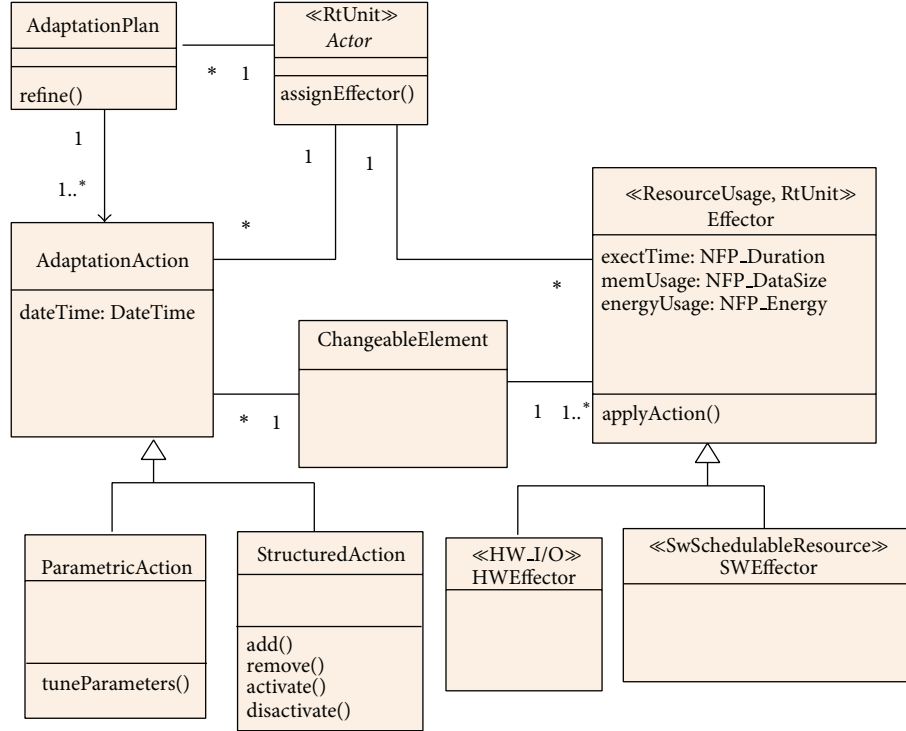 AdaptationPlan
refine()
≪RtUnit≫
Actor
assignEffector()
* 1
1
1..*
1
1
*
*
AdaptationAction
dateTime: DateTime
≪ResourceUsage, RtUnit≫
Effector
exectTime: NFP_Duration
memUsage: NFP_DataSize
energyUsage: NFP_Energy
applyAction()
ChangeableElement
* 1
1 1..*
ParametricAction
tuneParameters()
StructuredAction
add()
remove()
activate()
disactivate()
≪HW_I/O≫
HWEffector
≪SwSchedulableResource≫
SWEffector